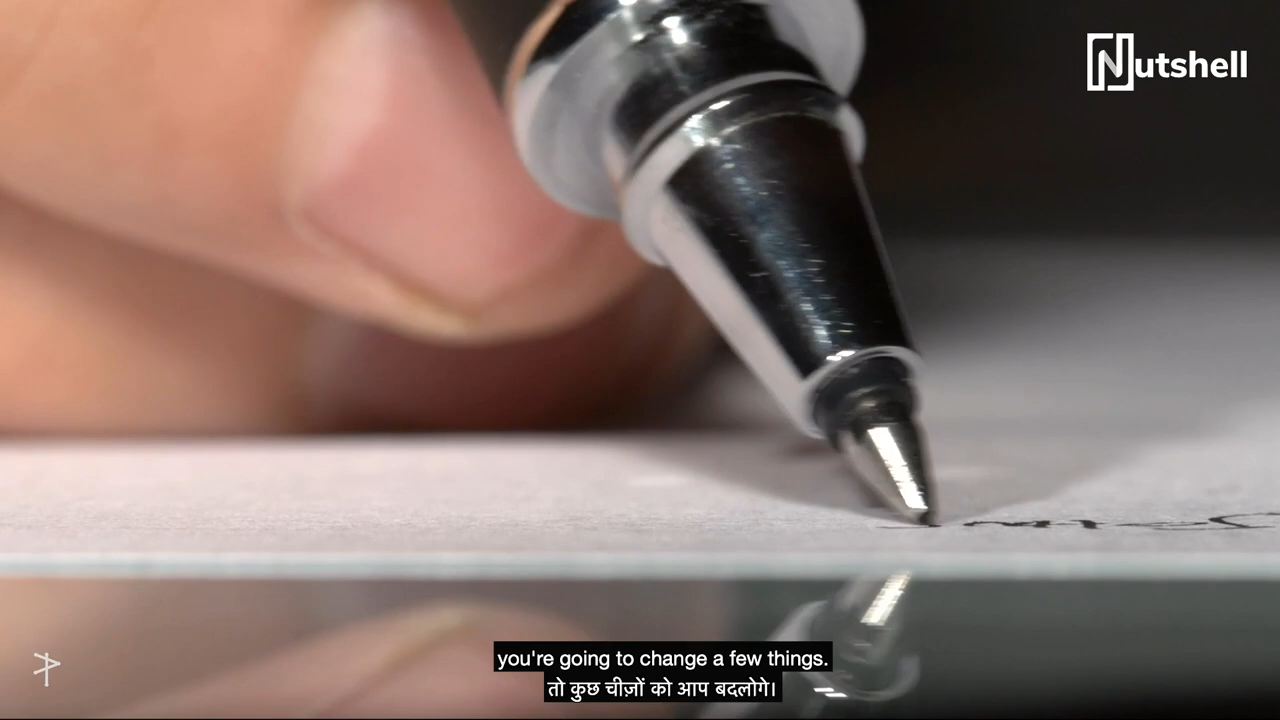 Nutshell
you're going to change a few things.
तो कुछ चीज़ों को आप बदलोगे।